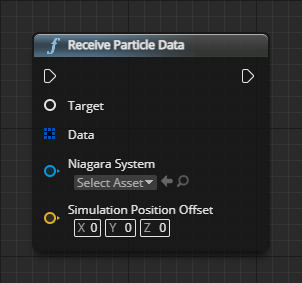 f Receive Particle Data
Target
Data
Niagara System
Select Asset
Simulation Position Offset
X 0 Y 0 Z 0